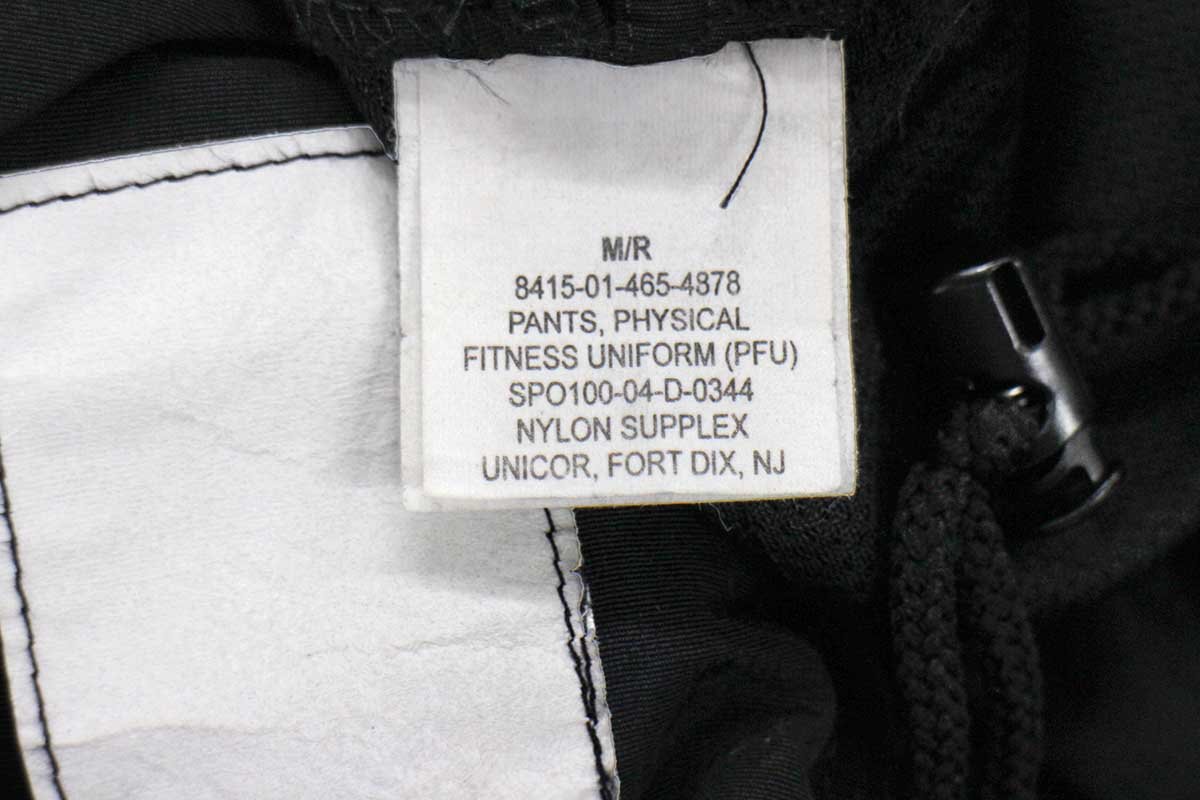 M/R
8415-01-465-4878
PANTS, PHYSICAL
FITNESS UNIFORM (PFU)
SPO100-04-D-0344
NYLON SUPPLEX
UNICOR, FORT DIX, NJ